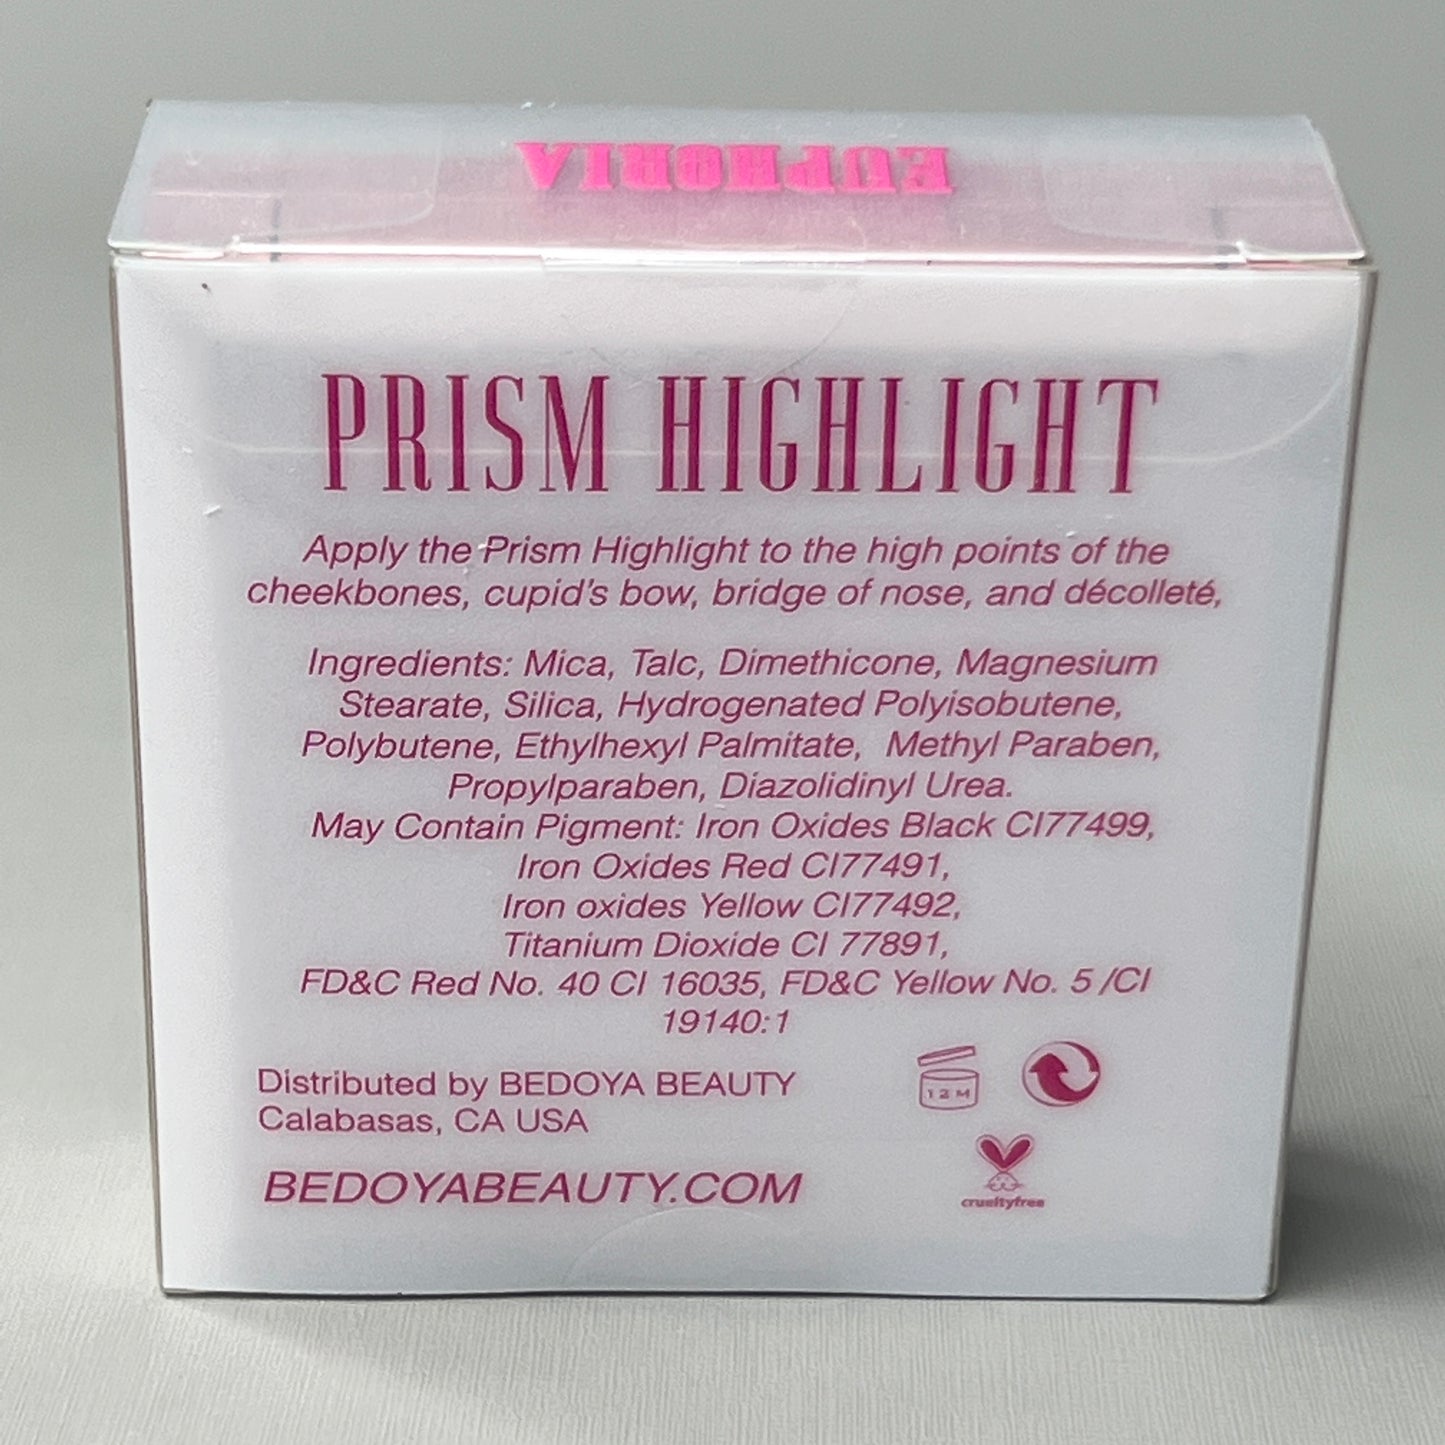 EUPHORIA
PRISM HIGHLIGHT
Apply the Prism Highlight to the high points of the
cheekbones, cupid's bow, bridge of nose, and décolleté,
Ingredients: Mica, Talc, Dimethicone, Magnesium
Stearate, Silica, Hydrogenated Polyisobutene,
Polybutene, Ethylhexyl Palmitate, Methyl Paraben,
Propylparaben, Diazolidinyl Urea.
May Contain Pigment: Iron Oxides Black CI77499,
Iron Oxides Red CI77491,
Iron oxides Yellow CI77492,
Titanium Dioxide CI 77891,
FD&C Red No. 40 CI 16035, FD&C Yellow No. 5 /CI
19140:1
Distributed by BEDOYA BEAUTY
Calabasas, CA USA
BEDOYABEAUTY.COM
12M
crueltyfree